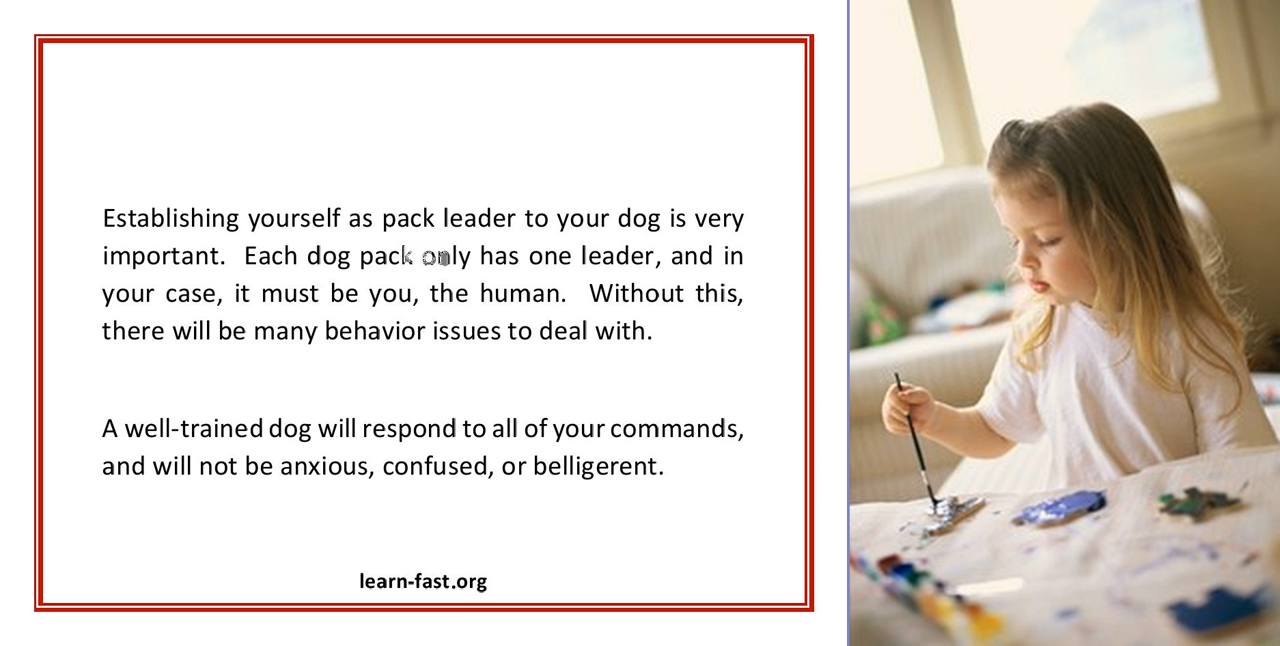 Establishing yourself as pack leader to your dog is very
important. Each dog pack only has one leader, and in
your case, it must be you, the human. Without this,
there will be many behavior issues to deal with.
A well-trained dog will respond to all of your commands,
and will not be anxious, confused, or belligerent.
learn-fast.org